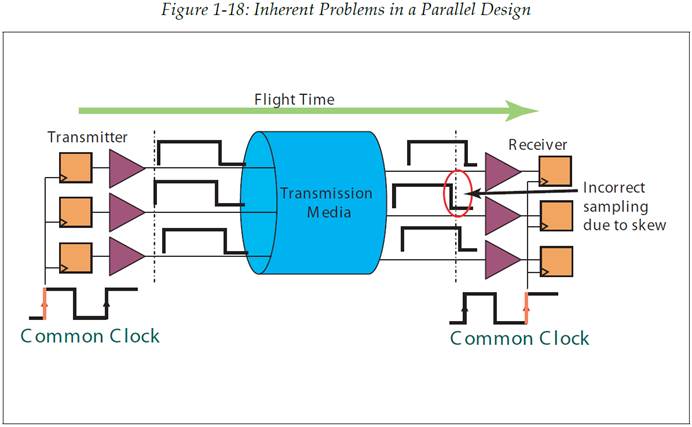 Figure 1-18: Inherent Problems in a Parallel Design
Flight Time
Transmitter
Receiver
Transmission
Media
Incorrect
sampling
due to skew
Common Clock
Common Clock